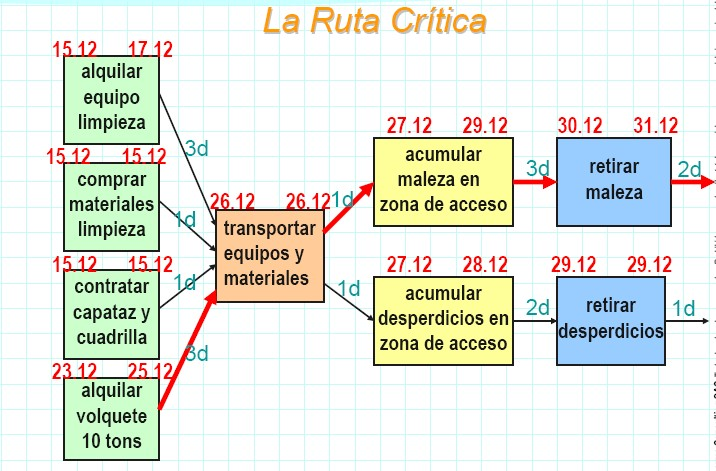 La Ruta Crítica
15.12 17.12
alquilar
equipo
limpieza
3d
15.12 15.12
comprar
materiales
limpieza
1d
15.12 15.12
contratar
capataz y
cuadrilla
1d
23.12 25.12
alquilar
volquete
10 tons
3d
26.12 26.12
transportar
equipos y
materiales
1d
1d
27.12 29.12
acumular
maleza en
zona de acceso
3d
30.12 31.12
retirar
maleza
2d
27.12 28.12
acumular
desperdicios en
zona de acceso
2d
29.12 29.12
retirar
desperdicios
1d